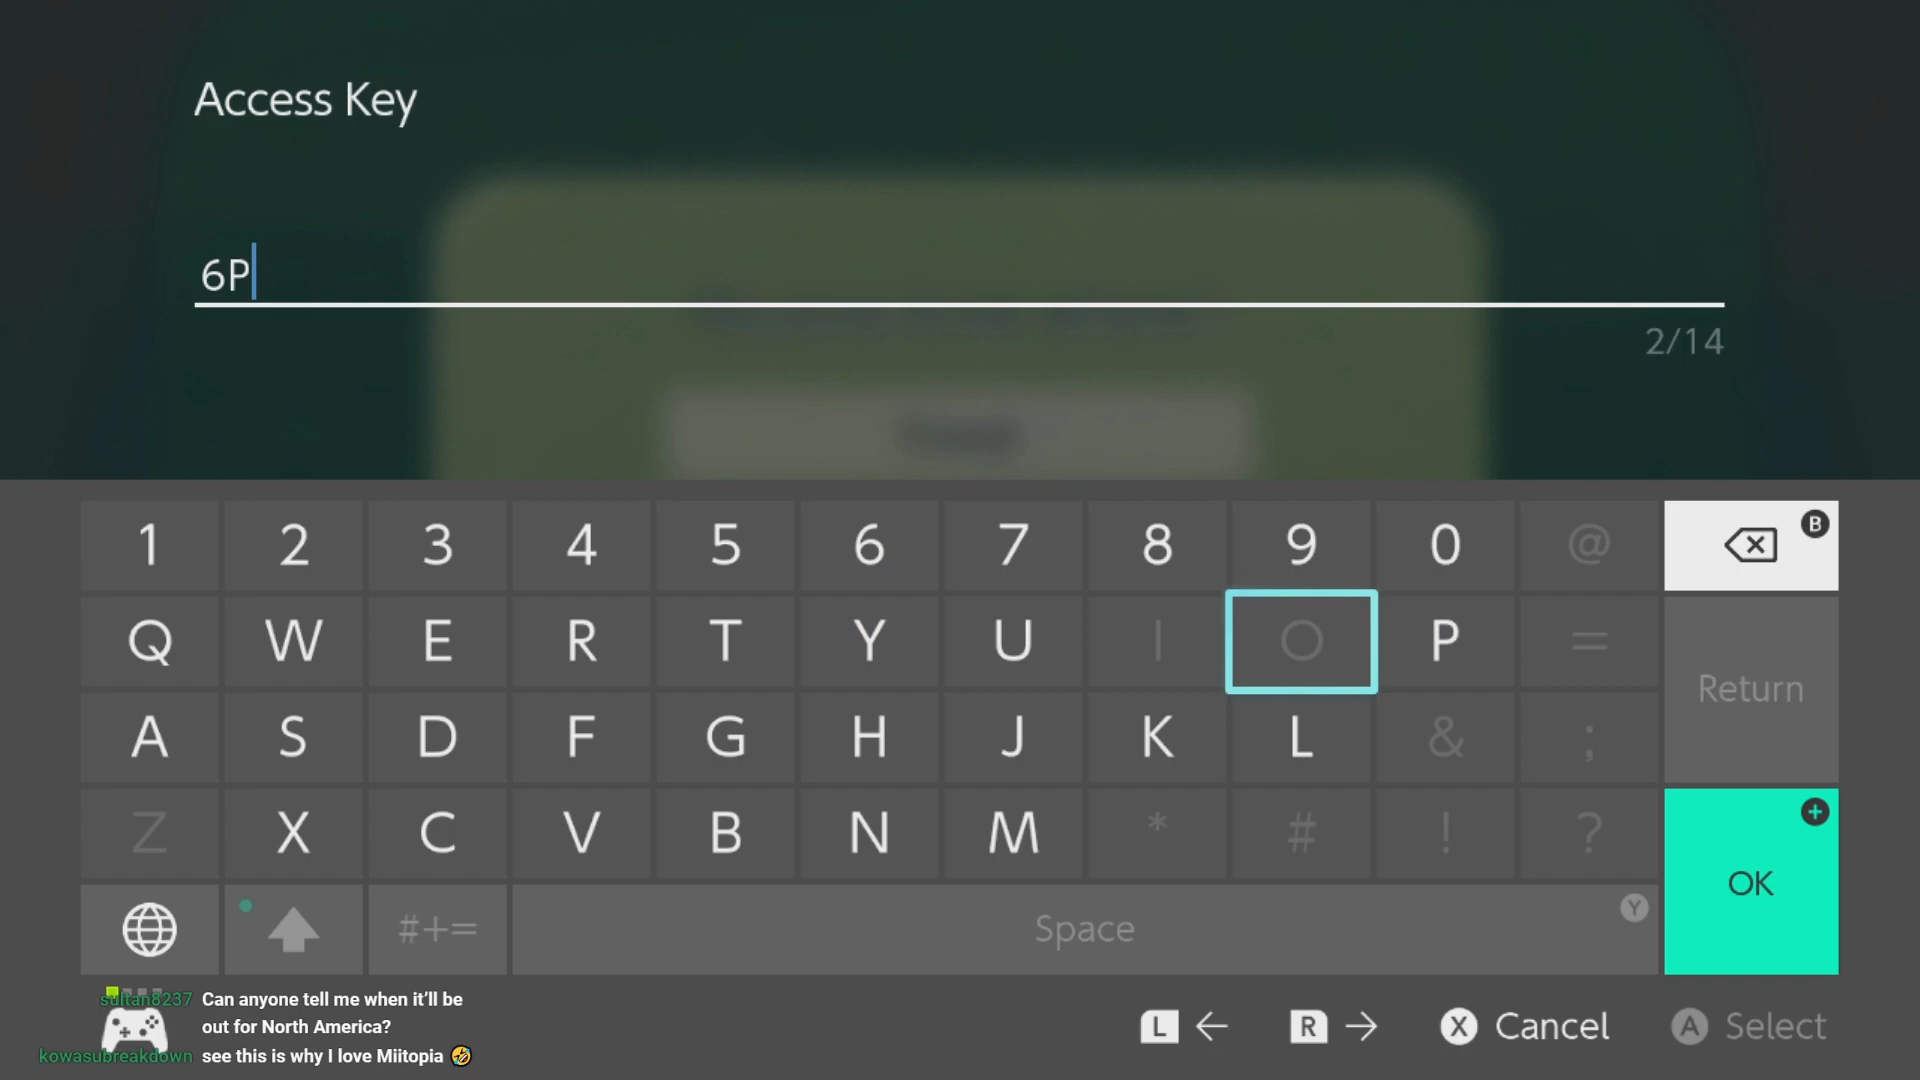 Access Key
6P
2/14
1 2 3 4 5 6 7 8 9 0 @ B
Q W E R T Y U I O P =
Return
A S D F G H J K L & ;
Z X C V B N M * # ! ? +
OK
#+= Space Y
sultan8237 Can anyone tell me when it’ll be
out for North America?
kowasubreakdown see this is why I love Miitopia 🤣
L ← R → X Cancel A Select